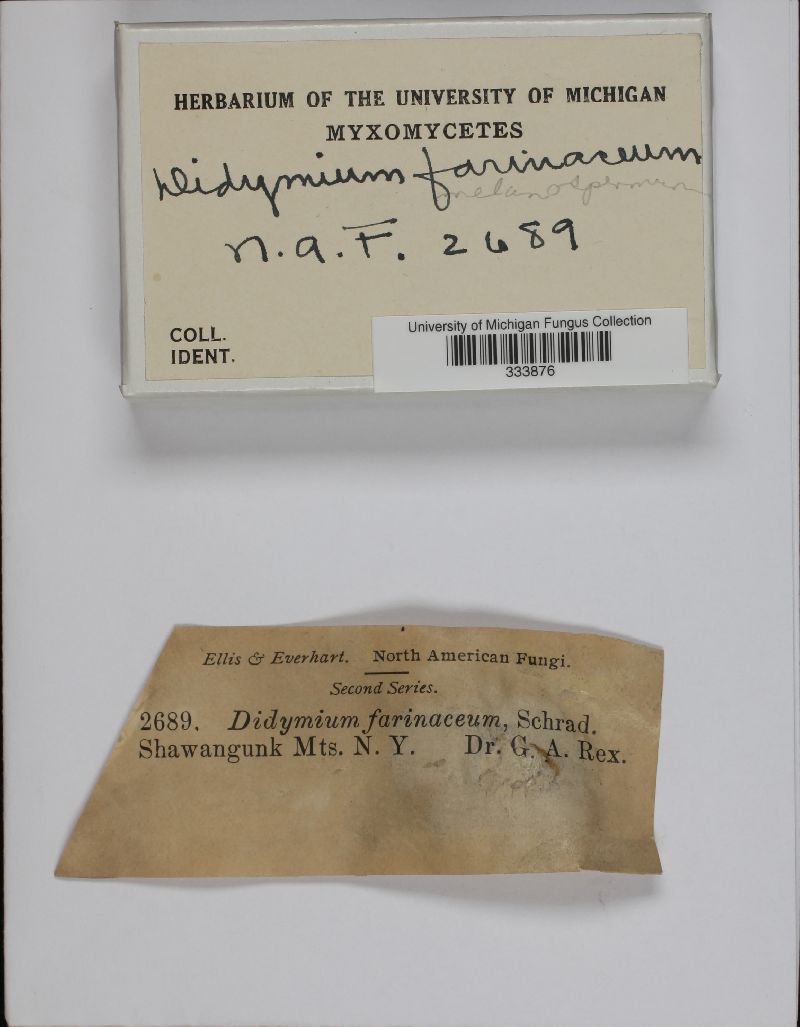 HERBARIUM OF THE UNIVERSITY OF MICHIGAN
MYXOMYCETES
Didymium farinaceum
melanospermum
N.A.F. 2689
COLL.
IDENT.
University of Michigan Fungus Collection
333876
Ellis & Everhart. North American Fungi.
Second Series.
2689. Didymium farinaceum, Schrad.
Shawangunk Mts. N. Y. Dr. G. A. Rex.